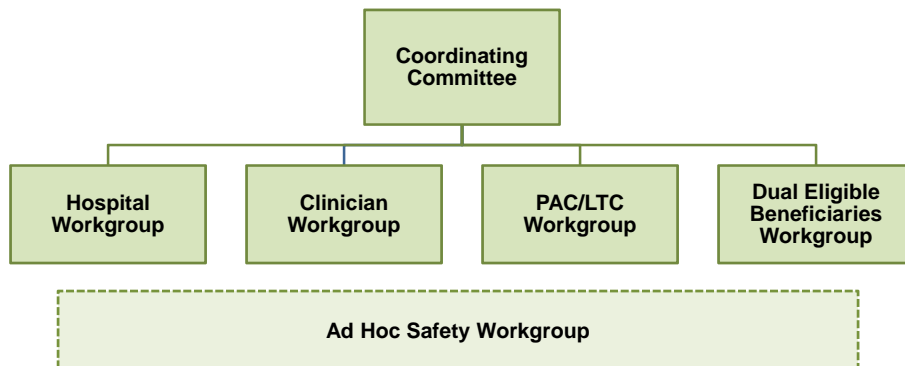 Coordinating
Committee
Hospital
Workgroup
Clinician
Workgroup
PAC/LTC
Workgroup
Dual Eligible
Beneficiaries
Workgroup
Ad Hoc Safety Workgroup